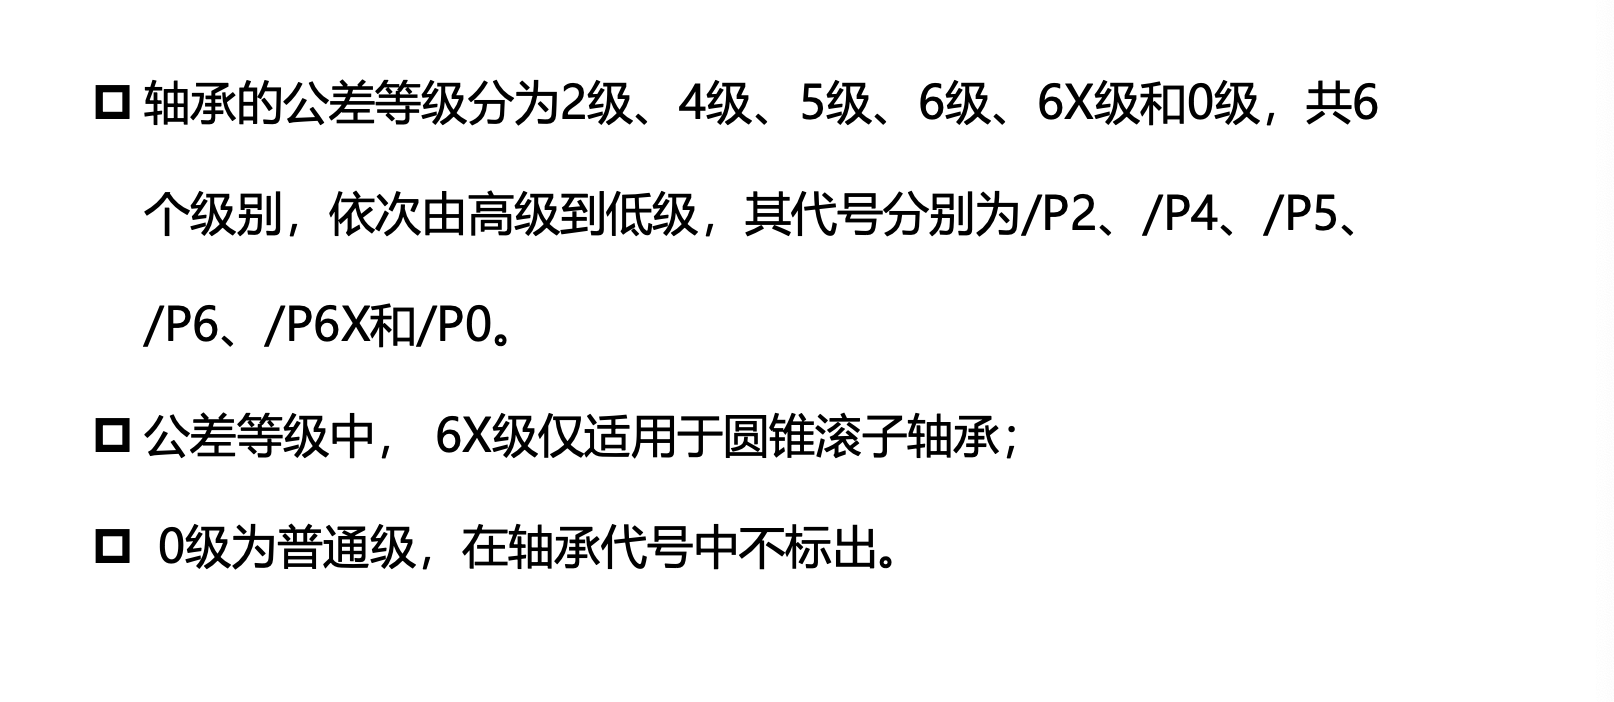 轴承的公差等级分为2级、4级、5级、6级、6X级和0级，共6
个级别，依次由高级到低级，其代号分别为/P2、/P4、/P5、
/P6、/P6X和/P0。
公差等级中， 6X级仅适用于圆锥滚子轴承；
0级为普通级，在轴承代号中不标出。